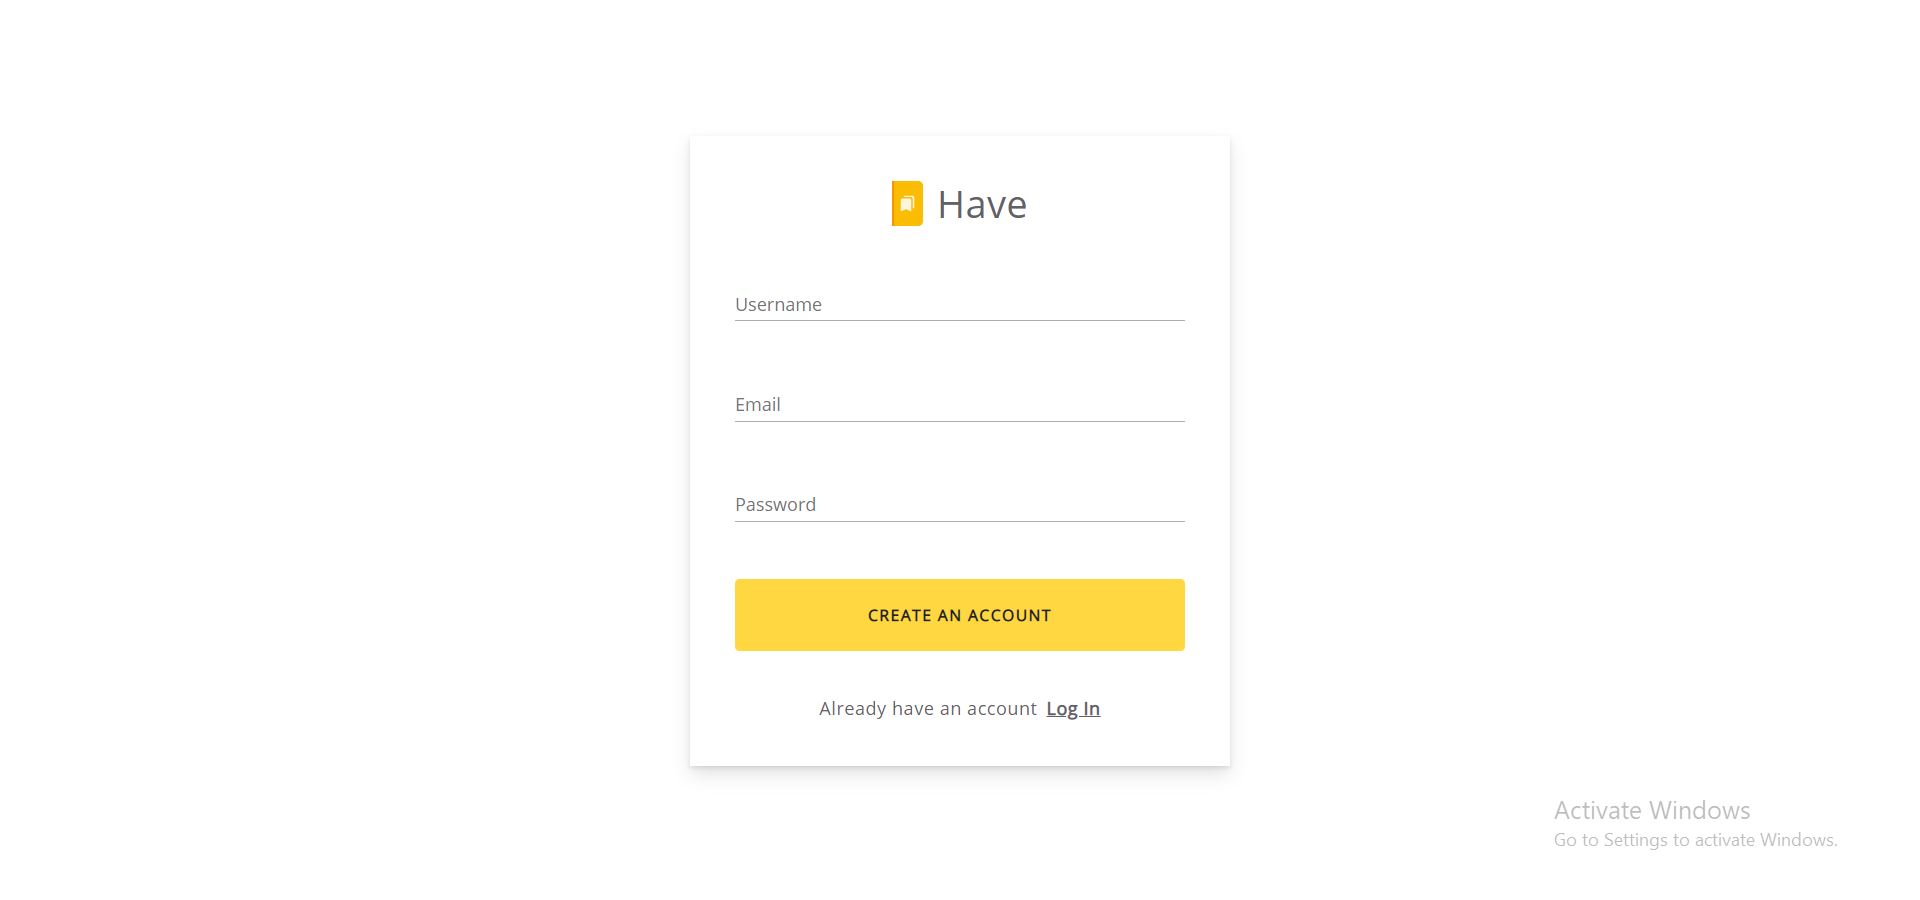 Have
Username
Email
Password
CREATE AN ACCOUNT
Already have an account Log In
Activate Windows
Go to Settings to activate Windows.